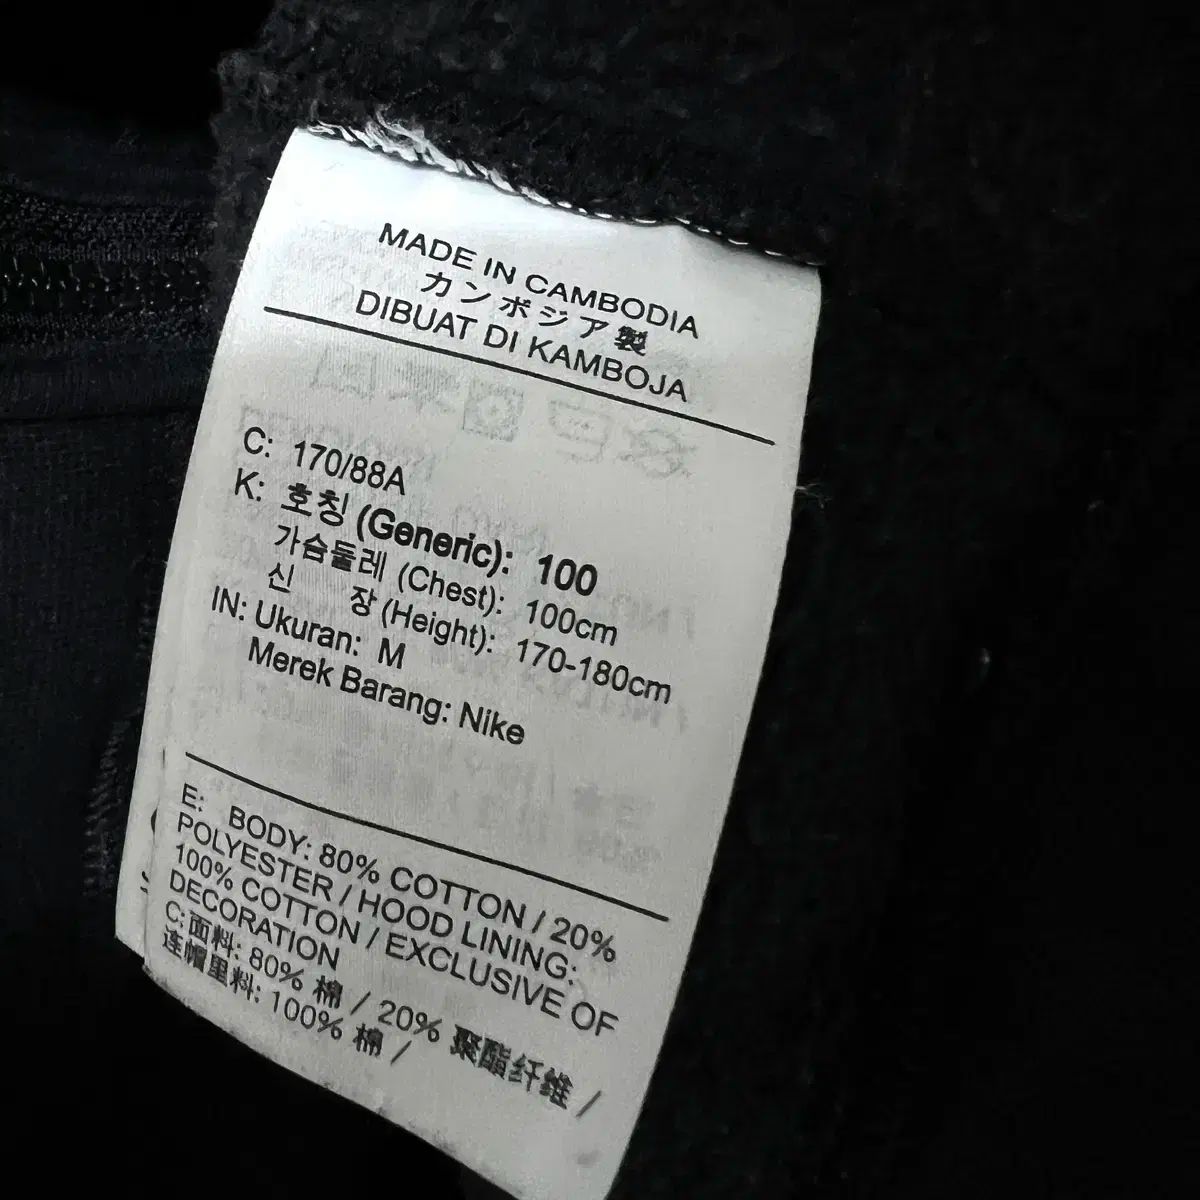 MADE IN CAMBODIA
カンボジア製
DIBUAT DI KAMBOJA
C: 170/88A
K: 호칭 (Generic): 100
가슴둘레 (Chest): 100cm
신 장 (Height): 170-180cm
IN: Ukuran: M
Merek Barang: Nike
E: BODY: 80% COTTON / 20%
POLYESTER / HOOD LINING:
100% COTTON / EXCLUSIVE OF
DECORATION
C: 面料: 80% 棉 / 20% 聚酯纤维 /
连帽里料: 100% 棉 /